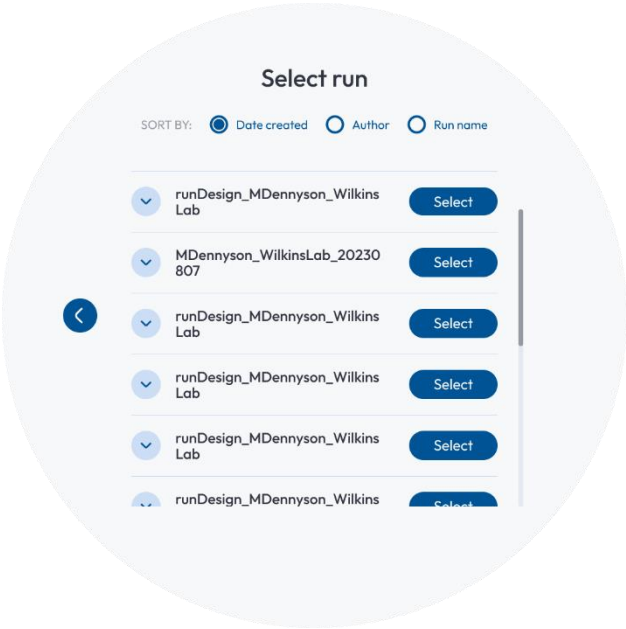 Select run
SORT BY: Date created Author Run name
runDesign_MDennyson_Wilkins
Lab
Select
MDennyson_WilkinsLab_20230
807
Select
runDesign_MDennyson_Wilkins
Lab
Select
runDesign_MDennyson_Wilkins
Lab
Select
runDesign_MDennyson_Wilkins
Lab
Select
runDesign_MDennyson_Wilkins
Select